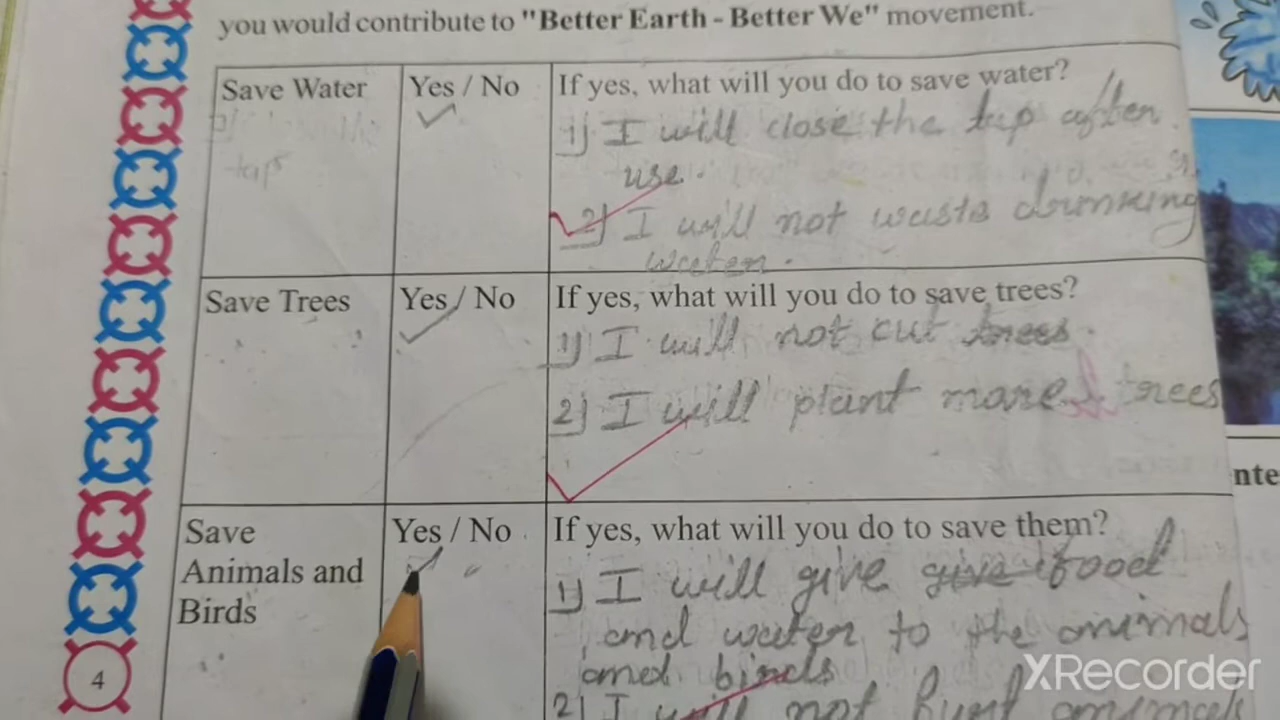 you would contribute to "Better Earth - Better We" movement.
Save Water
Yes / No
If yes, what will you do to save water?
1) I will close the tap after
use.
2) I will not waste drinking
water.
taps
Save Trees
Yes / No
If yes, what will you do to save trees?
1) I will not cut trees.
2) I will plant more trees
Save
Animals and
Birds
Yes / No
If yes, what will you do to save them?
1) I will give give food
and water to the animals
and birds
2) I will not hunt animals
4
nte
XRecorder